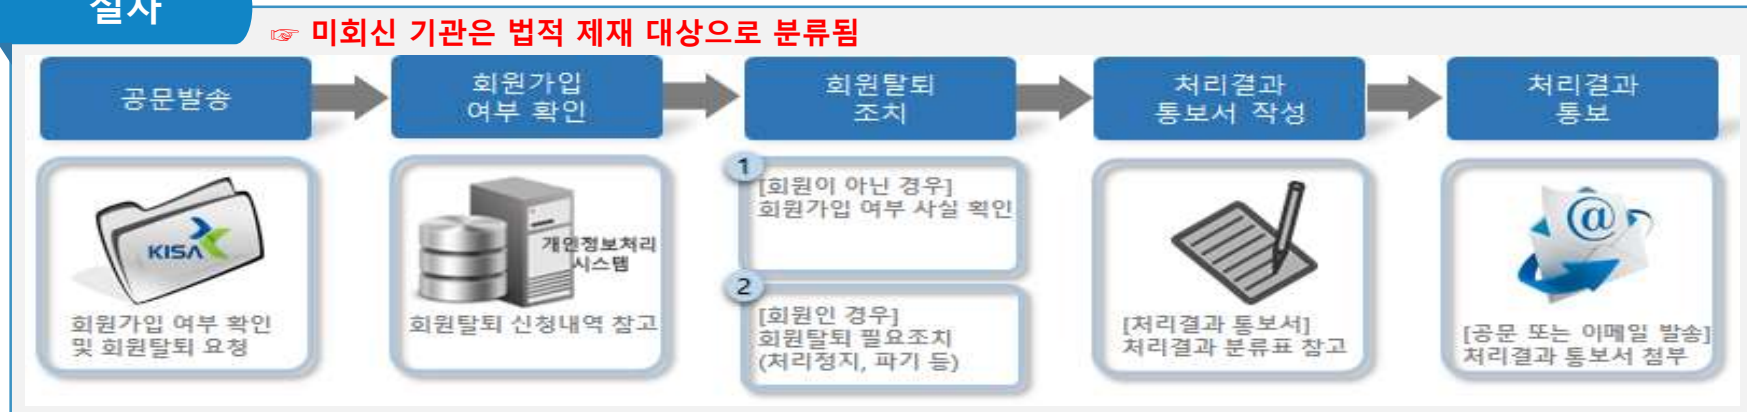 실사
☞ 미회신 기관은 법적 제재 대상으로 분류됨
공문발송
회원가입
여부 확인
회원탈퇴
조치
처리결과
통보서 작성
처리결과
통보
KISA
회원가입 여부 확인
및 회원탈퇴 요청
개인정보처리
시스템
회원탈퇴 신청내역 참고
1
[회원이 아닌 경우]
회원가입 여부 사실 확인
2
[회원인 경우]
회원탈퇴 필요조치
(처리정지, 파기 등)
[처리결과 통보서]
처리결과 분류표 참고
@
[공문 또는 이메일 발송]
처리결과 통보서 첨부